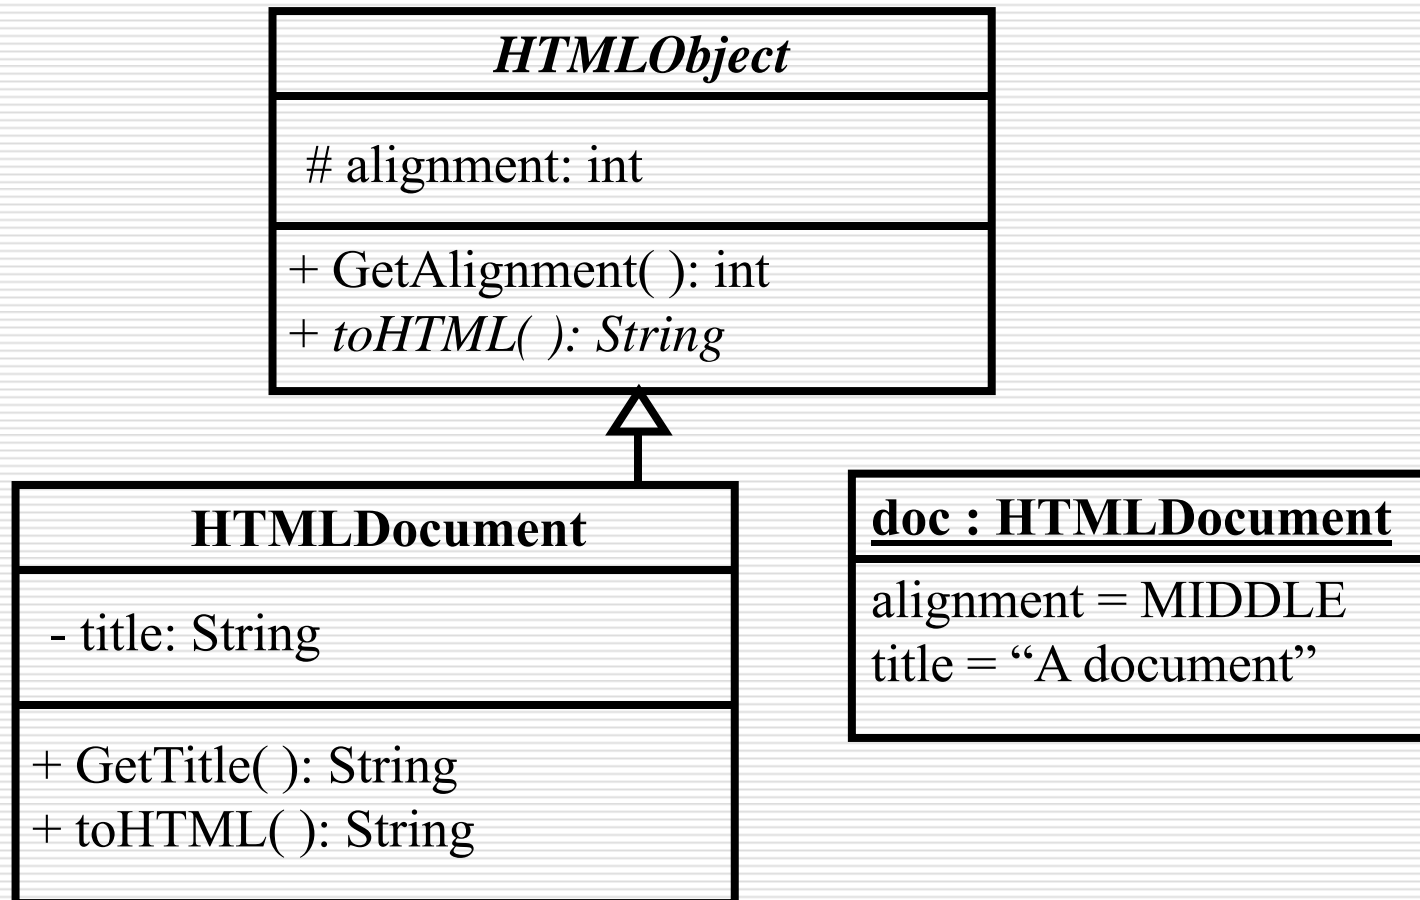 HTMLObject
# alignment: int
+ GetAlignment( ): int
+ toHTML( ): String
HTMLDocument
- title: String
+ GetTitle( ): String
+ toHTML( ): String
doc : HTMLDocument
alignment = MIDDLE
title = “A document”